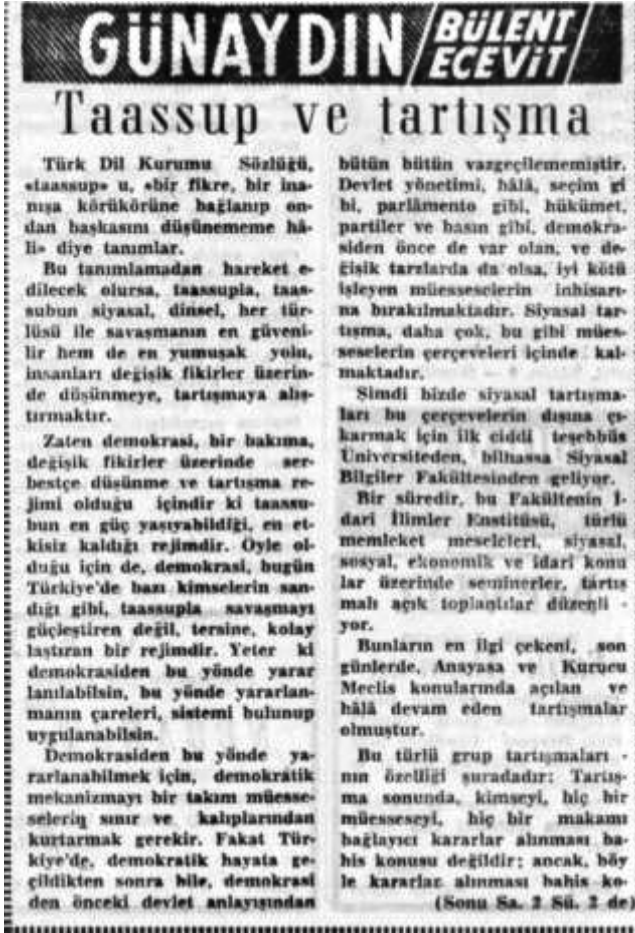 GÜNAYDIN
BÜLENT
ECEVİT
Taassup ve tartışma
Türk Dil Kurumu Sözlüğü,
«taassup» u, «bir fikre, bir ina-
nışa körükörüne bağlanıp on-
dan başkasını düşünememe hâ-
li» diye tanımlar.
Bu tanımlamadan hareket e-
dilecek olursa, taassupla, taas-
subun siyasal, dinsel, her tür-
lüsü ile savaşmanın en güveni-
lir hem de en yumuşak yolu,
insanları değişik fikirler üzerin-
de düşünmeye, tartışmaya alış-
tırmaktır.
Zaten demokrasi, bir bakıma,
değişik fikirler üzerinde ser-
bestçe düşünme ve tartışma re-
jimi olduğu içindir ki taassu-
bun en güç yaşıyabildiği, en et-
kisiz kaldığı rejimdir. Öyle ol-
duğu için de, demokrasi, bugün
Türkiye'de bazı kimselerin san-
dığı gibi, taassupla savaşmayı
güçleştiren değil, tersine, kolay
laştıran bir rejimdir. Yeter ki
demokrasiden bu yönde yarar
lanılabilsin, bu yönde yararlan-
manın çareleri, sistemi bulunup
uygulanabilsin.
Demokrasiden bu yönde ya-
rarlanabilmek için, demokratik
mekanizmayı bir takım müesse-
selerin sınır ve kalıplarından
kurtarmak gerekir. Fakat Tür-
kiye'de, demokratik hayata ge-
çildikten sonra bile, demokrasi
den önceki devlet anlayışından
bütün bütün vazgeçilememiştir.
Devlet yönetimi, hâlâ, seçim gi
bi, parlâmento gibi, hükümet,
partiler ve basın gibi, demokra-
siden önce de var olan, ve de-
ğişik tarzlarda da olsa, iyi kötü
işleyen müesseselerin inhisarı-
na bırakılmaktadır. Siyasal tar-
tışma, daha çok, bu gibi mües-
seselerin çerçeveleri içinde kal-
maktadır.
Şimdi bizde siyasal tartışma-
ları bu çerçevelerin dışına çı-
karmak için ilk ciddi teşebbüs
Üniversiteden, bilhassa Siyasal
Bilgiler Fakültesinden geliyor.
Bir süredir, bu Fakültenin İ-
dari İlimler Enstitüsü, türlü
memleket meseleleri, siyasal,
sosyal, ekonomik ve idari konu
lar üzerinde seminerler, tartış
malı açık toplantılar düzenli -
yor.
Bunların en ilgi çekeni, son
günlerde, Anayasa ve Kurucu
Meclis konularında açılan ve
hâlâ devam eden tartışmalar
olmuştur.
Bu türlü grup tartışmaları -
nın özelliği şuradadır: Tartış-
ma sonunda, kimseyi, hiç bir
müesseseyi, hiç bir makamı
bağlayıcı kararlar alınması ba-
his konusu değildir; ancak, böy
le kararlar alınması bahis ko-
(Sonu Sa. 2 Sü. 2 de)